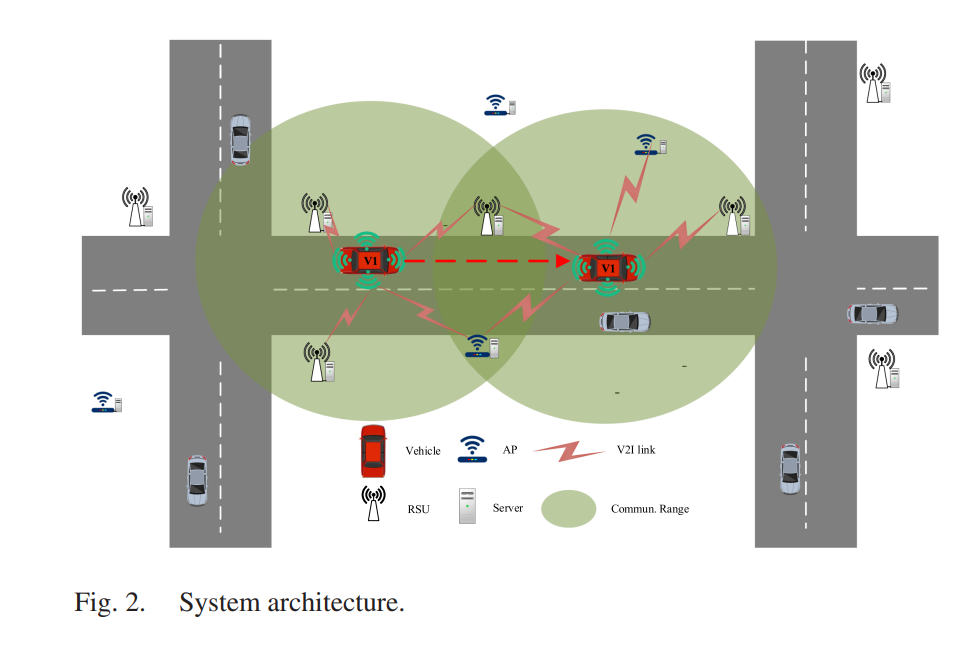 V1
V1
Vehicle
AP
V2I link
RSU
Server
Commun. Range
Fig. 2. System architecture.